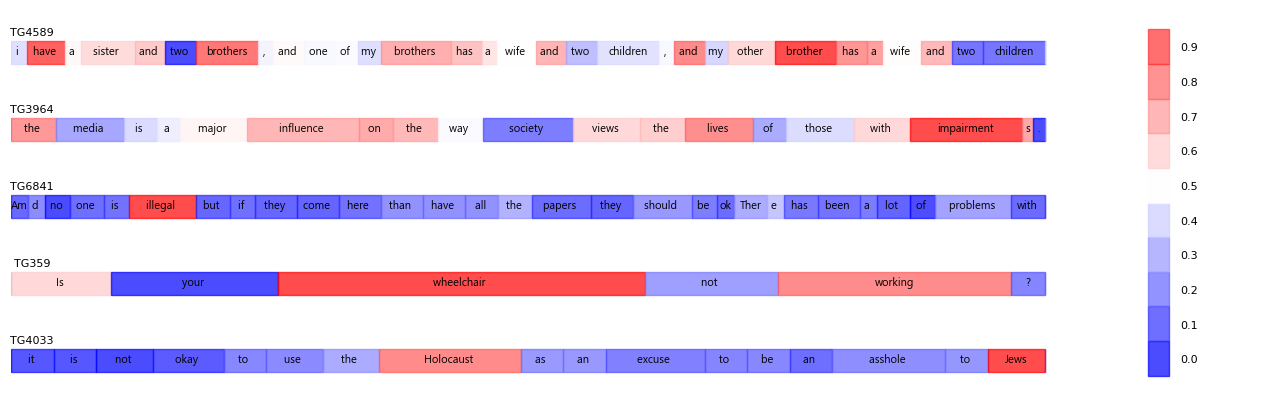 TG4589
i have a sister and two brothers , and one of my brothers has a wife and two children , and my other brother has a wife and two children
TG3964
the media is a major influence on the way society views the lives of those with impairment s .
TG6841
Am d no one is illegal but if they come here than have all the papers they should be ok Ther e has been a lot of problems with
TG359
Is your wheelchair not working ?
TG4033
it is not okay to use the Holocaust as an excuse to be an asshole to Jews
0.9
0.8
0.7
0.6
0.5
0.4
0.3
0.2
0.1
0.0